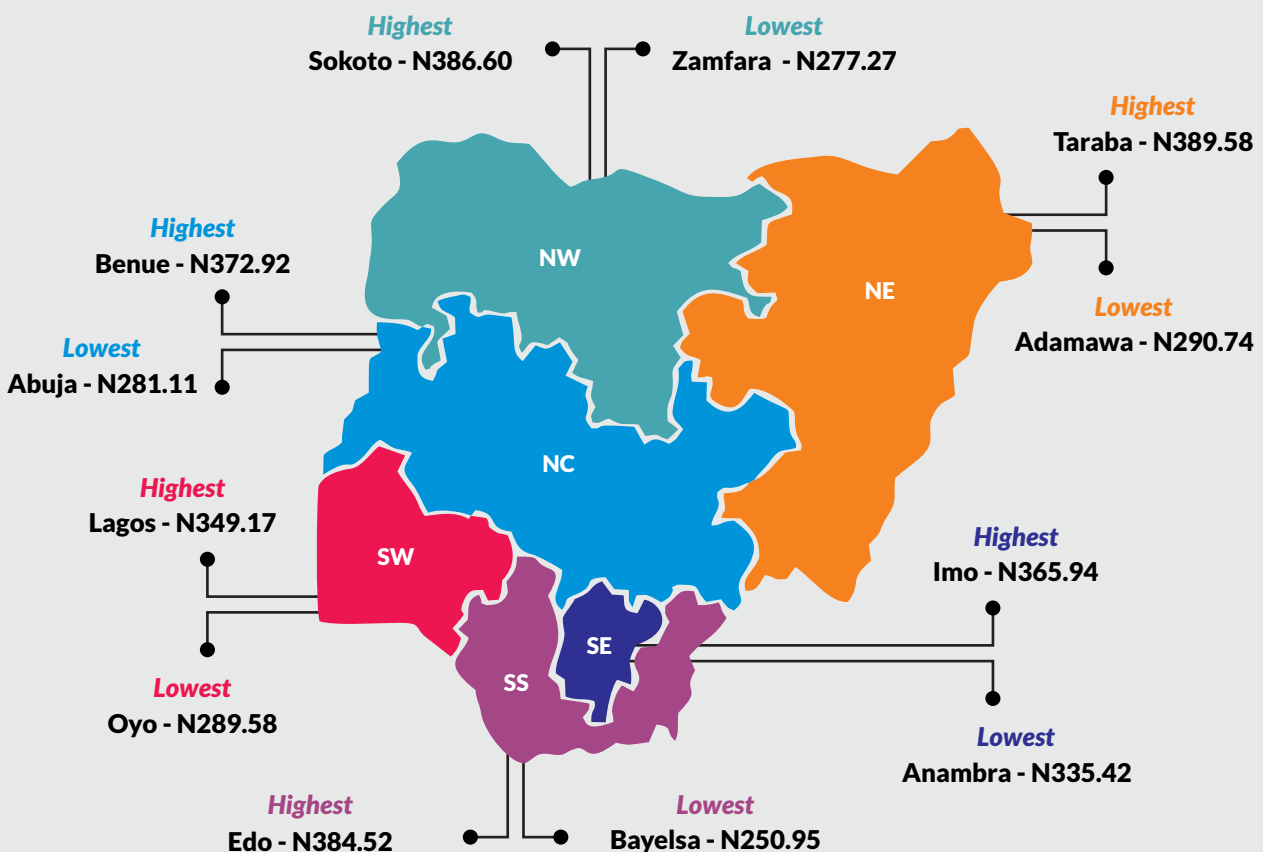 Highest
Sokoto - N386.60
Lowest
Zamfara - N277.27
Highest
Taraba - N389.58
Lowest
Adamawa - N290.74
Highest
Benue - N372.92
Lowest
Abuja - N281.11
NW
NE
NC
Highest
Lagos - N349.17
Lowest
Oyo - N289.58
SW
SE
SS
Highest
Imo - N365.94
Lowest
Anambra - N335.42
Highest
Edo - N384.52
Lowest
Bayelsa - N250.95